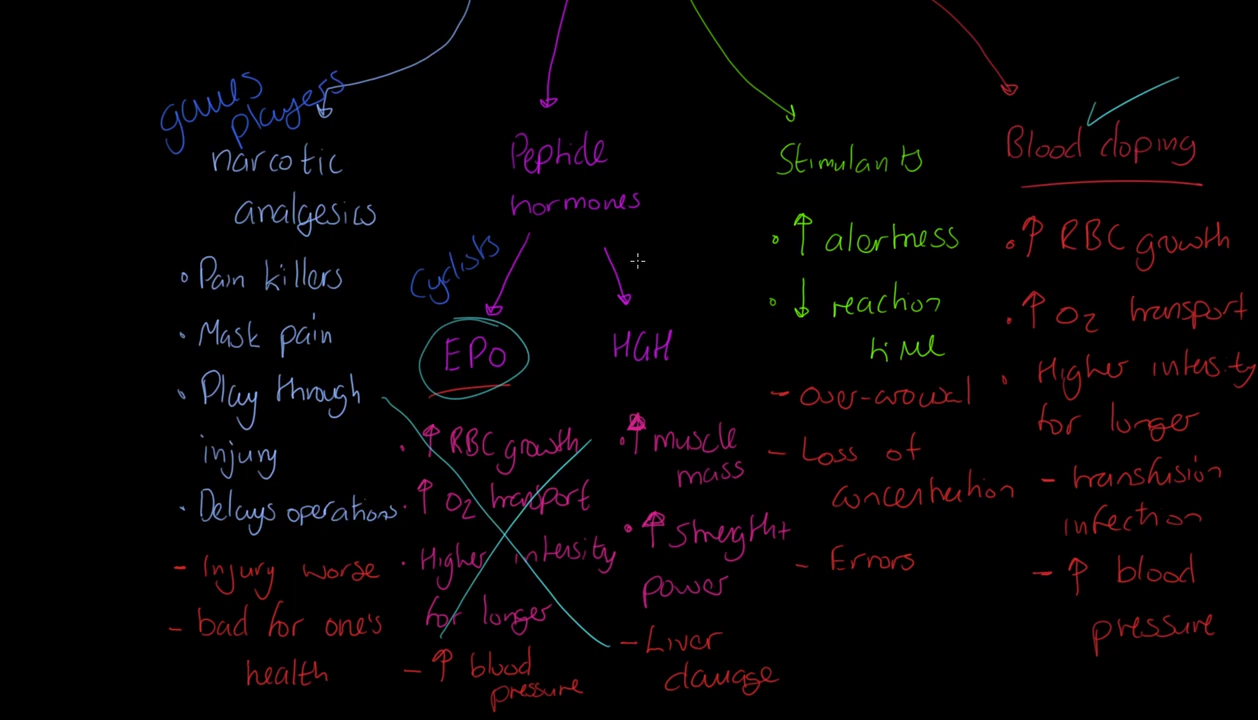 games
players
narcotic
analgesics
• Pain killers
• Mask pain
• Play through
injury
• Delays operations
- Injury worse
- bad for one's
health
Peptide
hormones
Cyclists
EPO
• ↑ RBC growth
• ↑ O2 transport
• Higher intensity
for longer
- ↑ blood
pressure
HGH
• ↑ muscle
mass
• ↑ Strength +
power
- Liver
damage
Stimulants
• ↑ alertness
• ↓ reaction
time
- Over-arousal
- Loss of
concentration
- Errors
Blood doping
• ↑ RBC growth
• ↑ O2 transport
• Higher intensity
for longer
- transfusion
infection
- ↑ blood
pressure